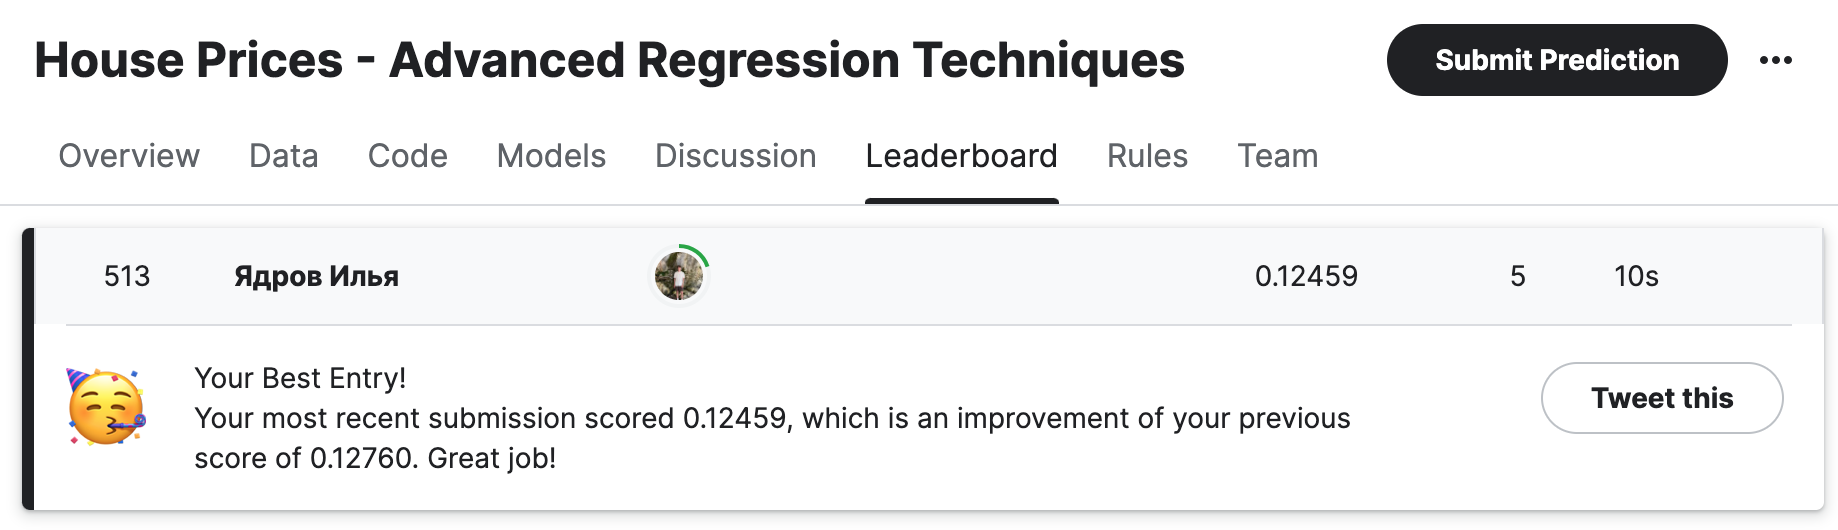 House Prices - Advanced Regression Techniques
Submit Prediction
Overview Data Code Models Discussion Leaderboard Rules Team
513 Ядров Илья 0.12459 5 10s
Your Best Entry!
Your most recent submission scored 0.12459, which is an improvement of your previous
score of 0.12760. Great job!
Tweet this